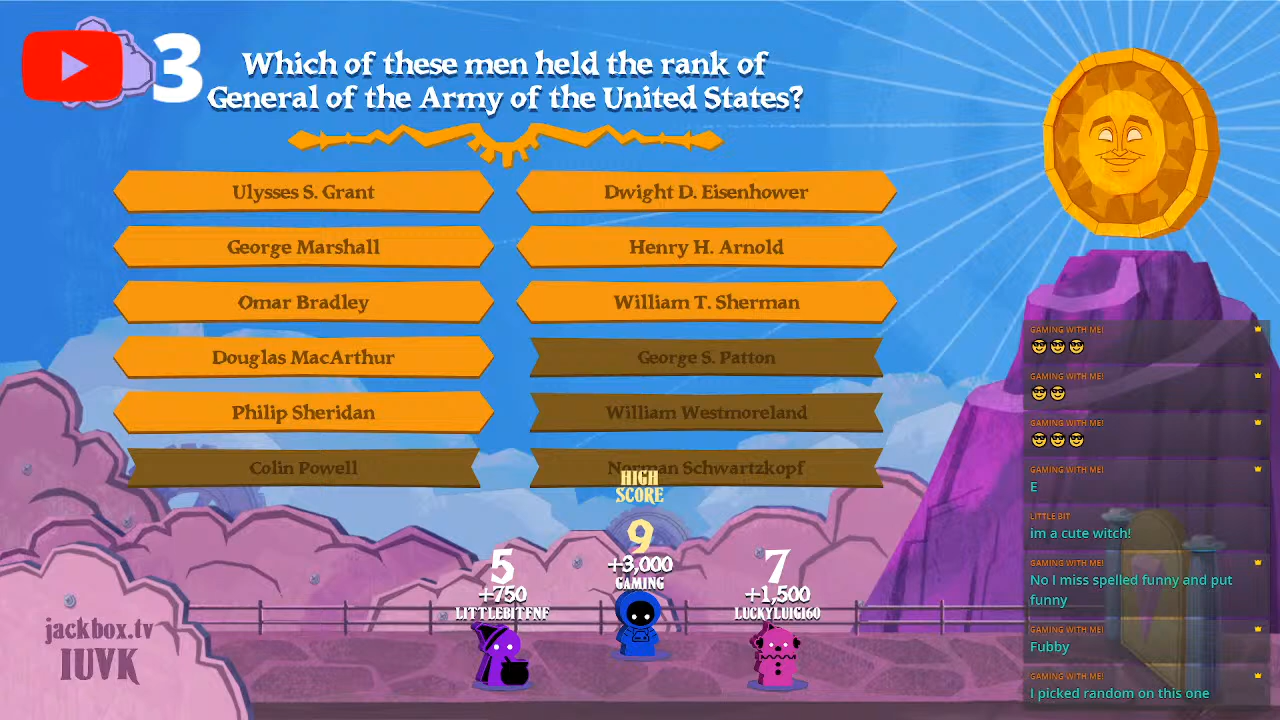 3
Which of these men held the rank of
General of the Army of the United States?
Ulysses S. Grant
Dwight D. Eisenhower
George Marshall
Henry H. Arnold
Omar Bradley
William T. Sherman
Douglas MacArthur
George S. Patton
Philip Sheridan
William Westmoreland
Colin Powell
Norman Schwartzkopf
HIGH
SCORE
5
+750
LITTLEBITFNF
9
+3,000
GAMING
7
+1,500
LUCKYLUIGI60
jackbox.tv
IUVK
GAMING WITH ME!
😎😎😎
GAMING WITH ME!
😎😎
GAMING WITH ME!
😎😎😎
GAMING WITH ME!
E
LITTLE BIT
im a cute witch!
GAMING WITH ME!
No I miss spelled funny and put
funny
GAMING WITH ME!
Fubby
GAMING WITH ME!
I picked random on this one